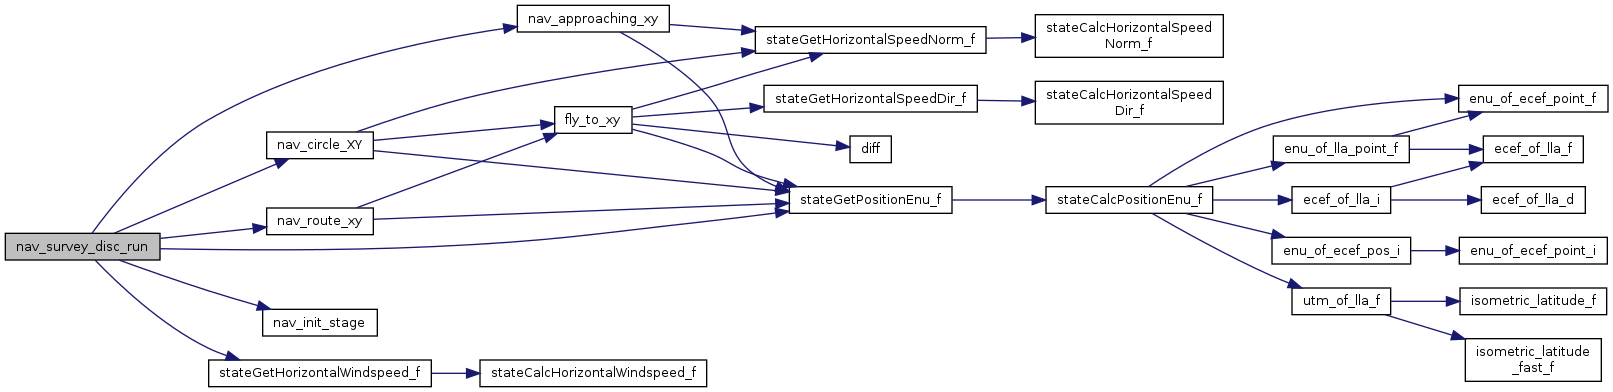 nav_survey_disc_run
nav_approaching_xy
nav_circle_XY
nav_route_xy
nav_init_stage
stateGetHorizontalWindspeed_f
stateCalcHorizontalWindspeed_f
fly_to_xy
stateGetHorizontalSpeedNorm_f
stateGetHorizontalSpeedDir_f
diff
stateGetPositionEnu_f
stateCalcHorizontalSpeed
Norm_f
stateCalcHorizontalSpeed
Dir_f
stateCalcPositionEnu_f
enu_of_lla_point_f
ecef_of_lla_i
enu_of_ecef_pos_i
utm_of_lla_f
enu_of_ecef_point_f
ecef_of_lla_f
ecef_of_lla_d
enu_of_ecef_point_i
isometric_latitude_f
isometric_latitude
_fast_f